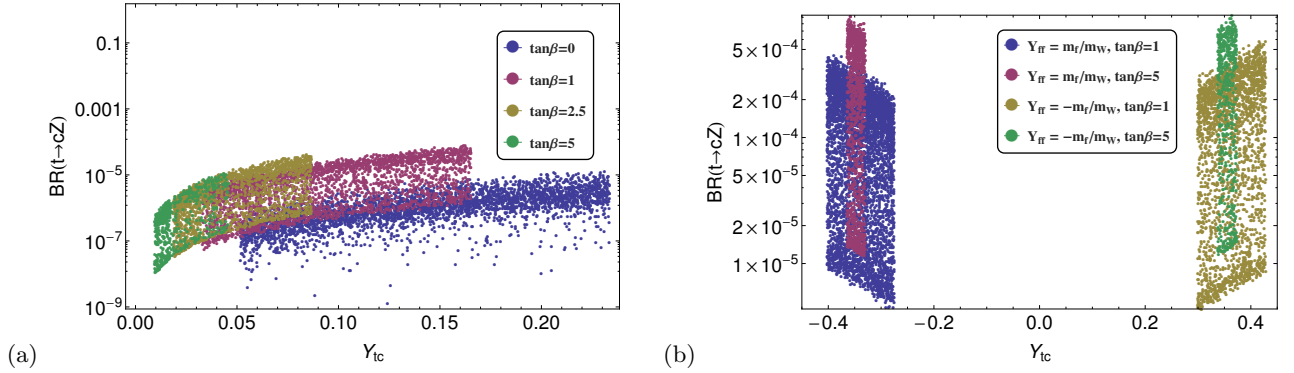 0.1
0.001
10⁻⁵
10⁻⁷
10⁻⁹
BR(t→cZ)
0.00 0.05 0.10 0.15 0.20
Y_tc
tanβ=0
tanβ=1
tanβ=2.5
tanβ=5
(a)
5×10⁻⁴
2×10⁻⁴
1×10⁻⁴
5×10⁻⁵
2×10⁻⁵
1×10⁻⁵
BR(t→cZ)
−0.4 −0.2 0.0 0.2 0.4
Y_tc
Y_ff = m_f/m_W, tanβ=1
Y_ff = m_f/m_W, tanβ=5
Y_ff = −m_f/m_W, tanβ=1
Y_ff = −m_f/m_W, tanβ=5
(b)